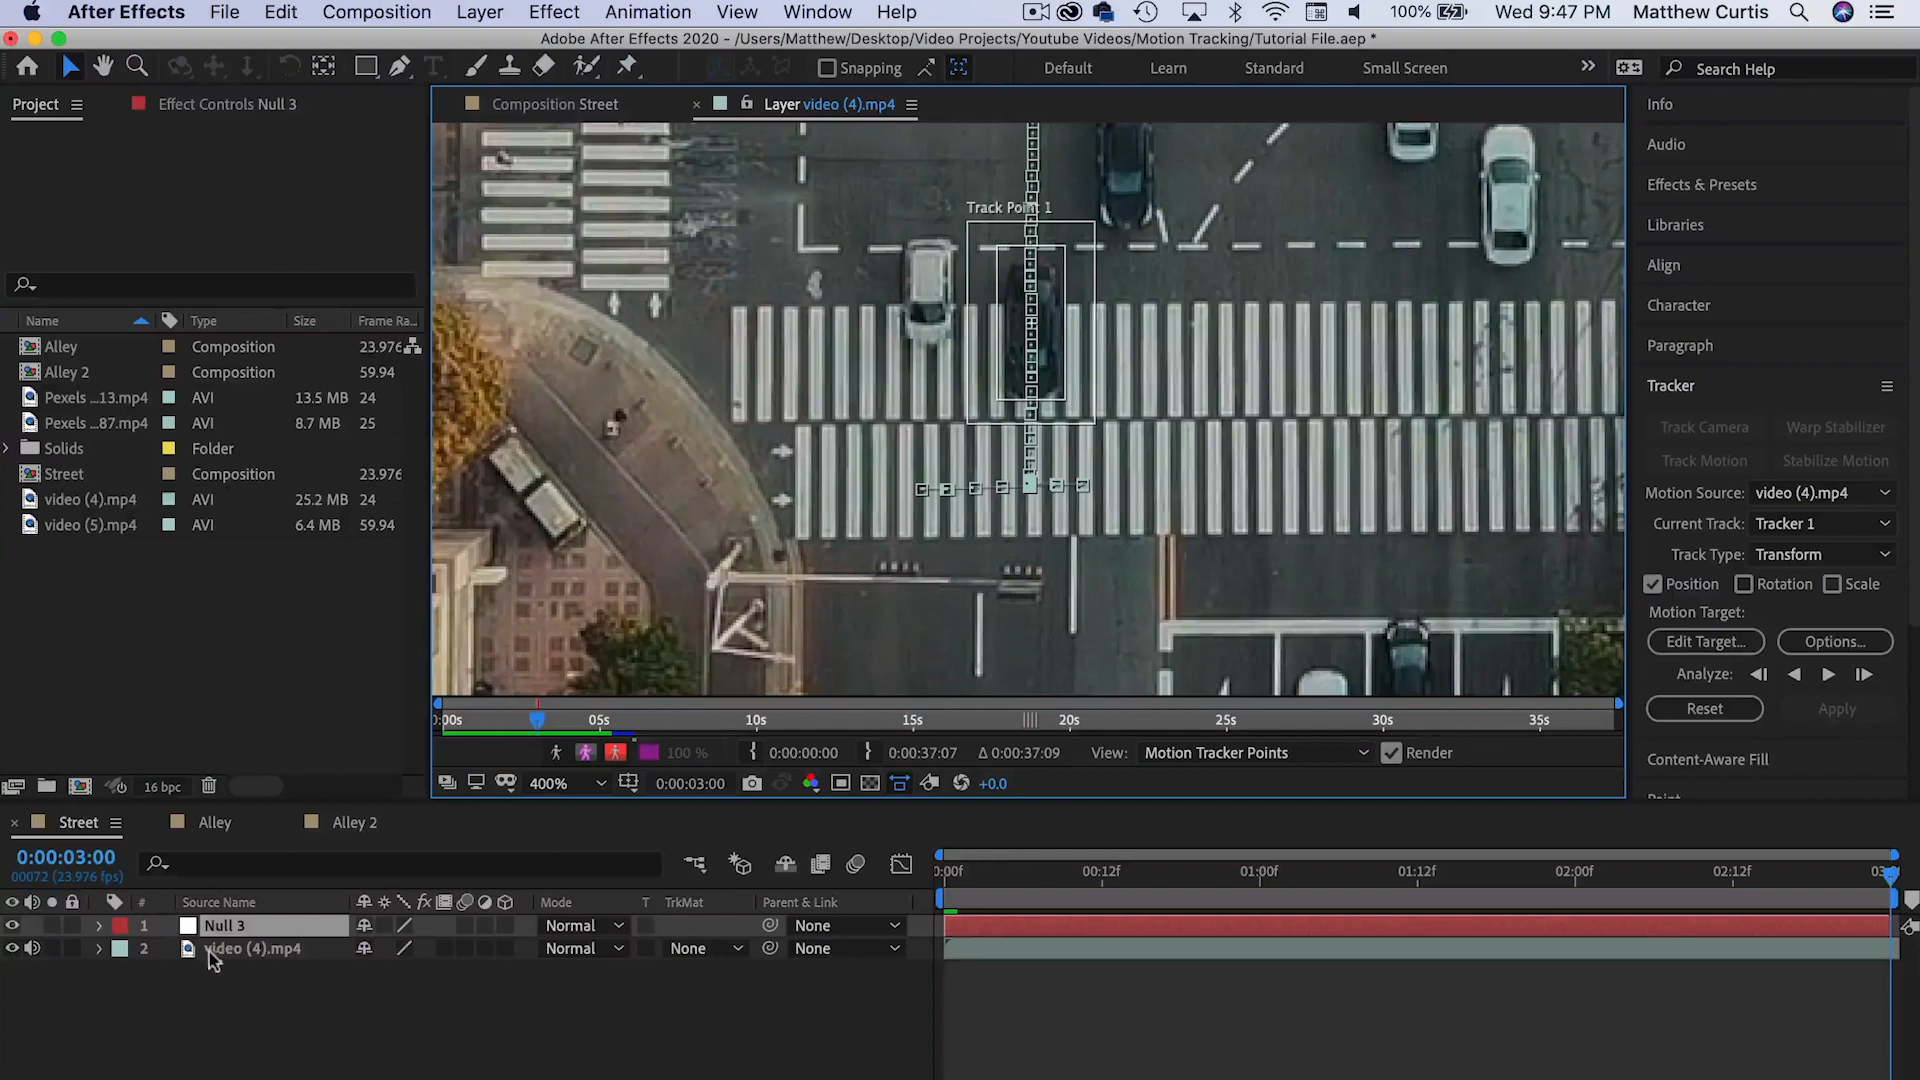 After Effects File Edit Composition Layer Effect Animation View Window Help 100% Wed 9:47 PM Matthew Curtis
Adobe After Effects 2020 - /Users/Matthew/Desktop/Video Projects/Youtube Videos/Motion Tracking/Tutorial File.aep *
Snapping Default Learn Standard Small Screen Search Help
Project Effect Controls Null 3
Composition Street Layer video (4).mp4
Name Type Size Frame Ra...
Alley Composition 23.976
Alley 2 Composition 59.94
Pexels ...13.mp4 AVI 13.5 MB 24
Pexels ...87.mp4 AVI 8.7 MB 25
Solids Folder
Street Composition 23.976
video (4).mp4 AVI 25.2 MB 24
video (5).mp4 AVI 6.4 MB 59.94
16 bpc
Track Point 1
:00s 05s 10s 15s 20s 25s 30s 35s
100 % 0:00:00:00 0:00:37:07 Δ 0:00:37:09 View: Motion Tracker Points Render
400% 0:00:03:00 +0.0
Info
Audio
Effects & Presets
Libraries
Align
Character
Paragraph
Tracker
Track Camera Warp Stabilizer
Track Motion Stabilize Motion
Motion Source: video (4).mp4
Current Track: Tracker 1
Track Type: Transform
Position Rotation Scale
Motion Target:
Edit Target... Options...
Analyze:
Reset Apply
Content-Aware Fill
Street Alley Alley 2
0:00:03:00
00072 (23.976 fps)
:00f 00:12f 01:00f 01:12f 02:00f 02:12f 03:
# Source Name fx Mode T TrkMat Parent & Link
1 Null 3 Normal None
2 video (4).mp4 Normal None None